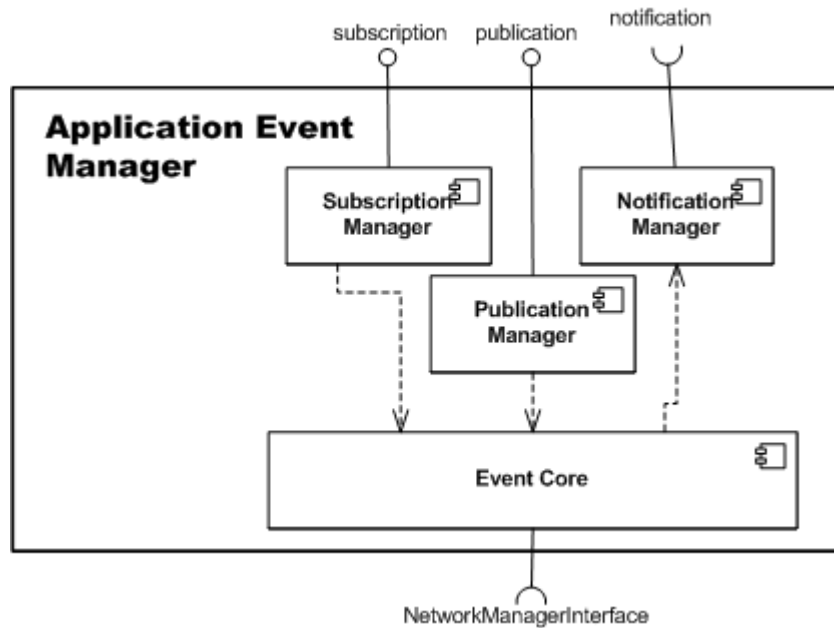 subscription
publication
notification
Application Event
Manager
Subscription
Manager
Notification
Manager
Publication
Manager
Event Core
NetworkManagerInterface